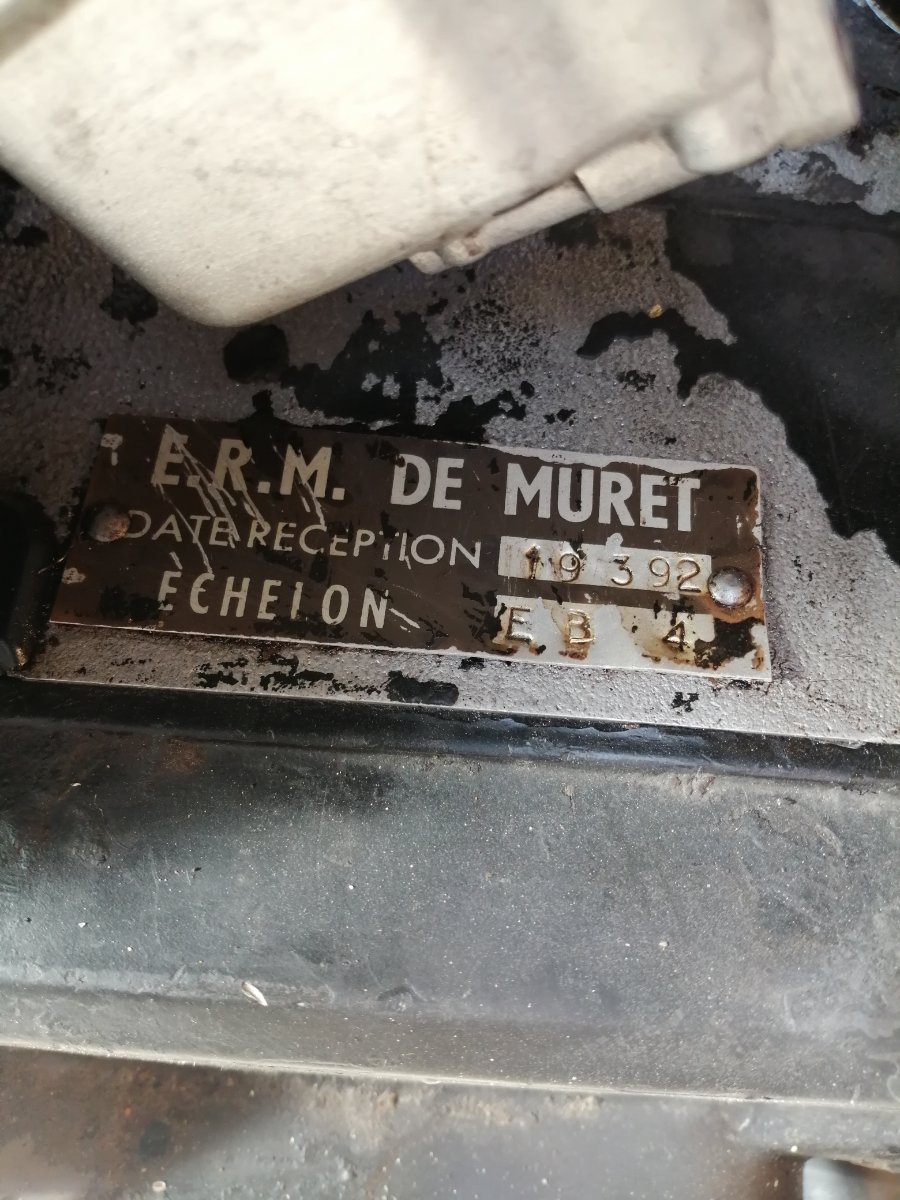 E.R.M. DE MURET
DATE RECEPTION 19 3 92
ECHELON E B 4